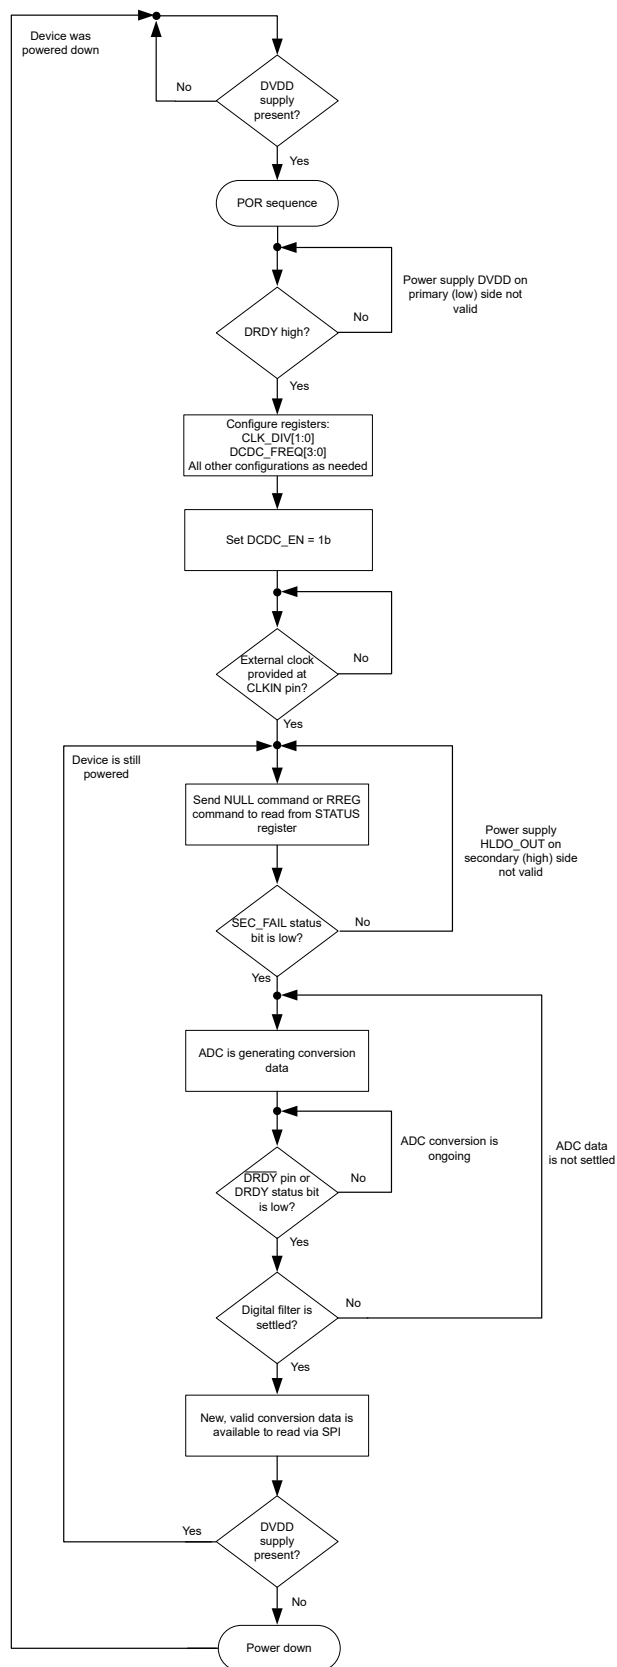 Device was
powered down
No
DVDD
supply
present?
Yes
POR sequence
Power supply DVDD on
primary (low) side not
valid
No
DRDY high?
Yes
Configure registers:
CLK_DIV[1:0]
DCDC_FREQ[3:0]
All other configurations as needed
Set DCDC_EN = 1b
External clock
provided at
CLKIN pin?
No
Yes
Device is still
powered
Send NULL command or RREG
command to read from STATUS
register
Power supply
HLDO_OUT on
secondary (high) side
not valid
SEC_FAIL status
bit is low?
No
Yes
ADC is generating conversion
data
ADC conversion is
ongoing
ADC data
is not settled
DRDY pin or
DRDY status bit
is low?
No
Yes
Digital filter is
settled?
No
Yes
New, valid conversion data is
available to read via SPI
Yes
DVDD
supply
present?
No
Power down